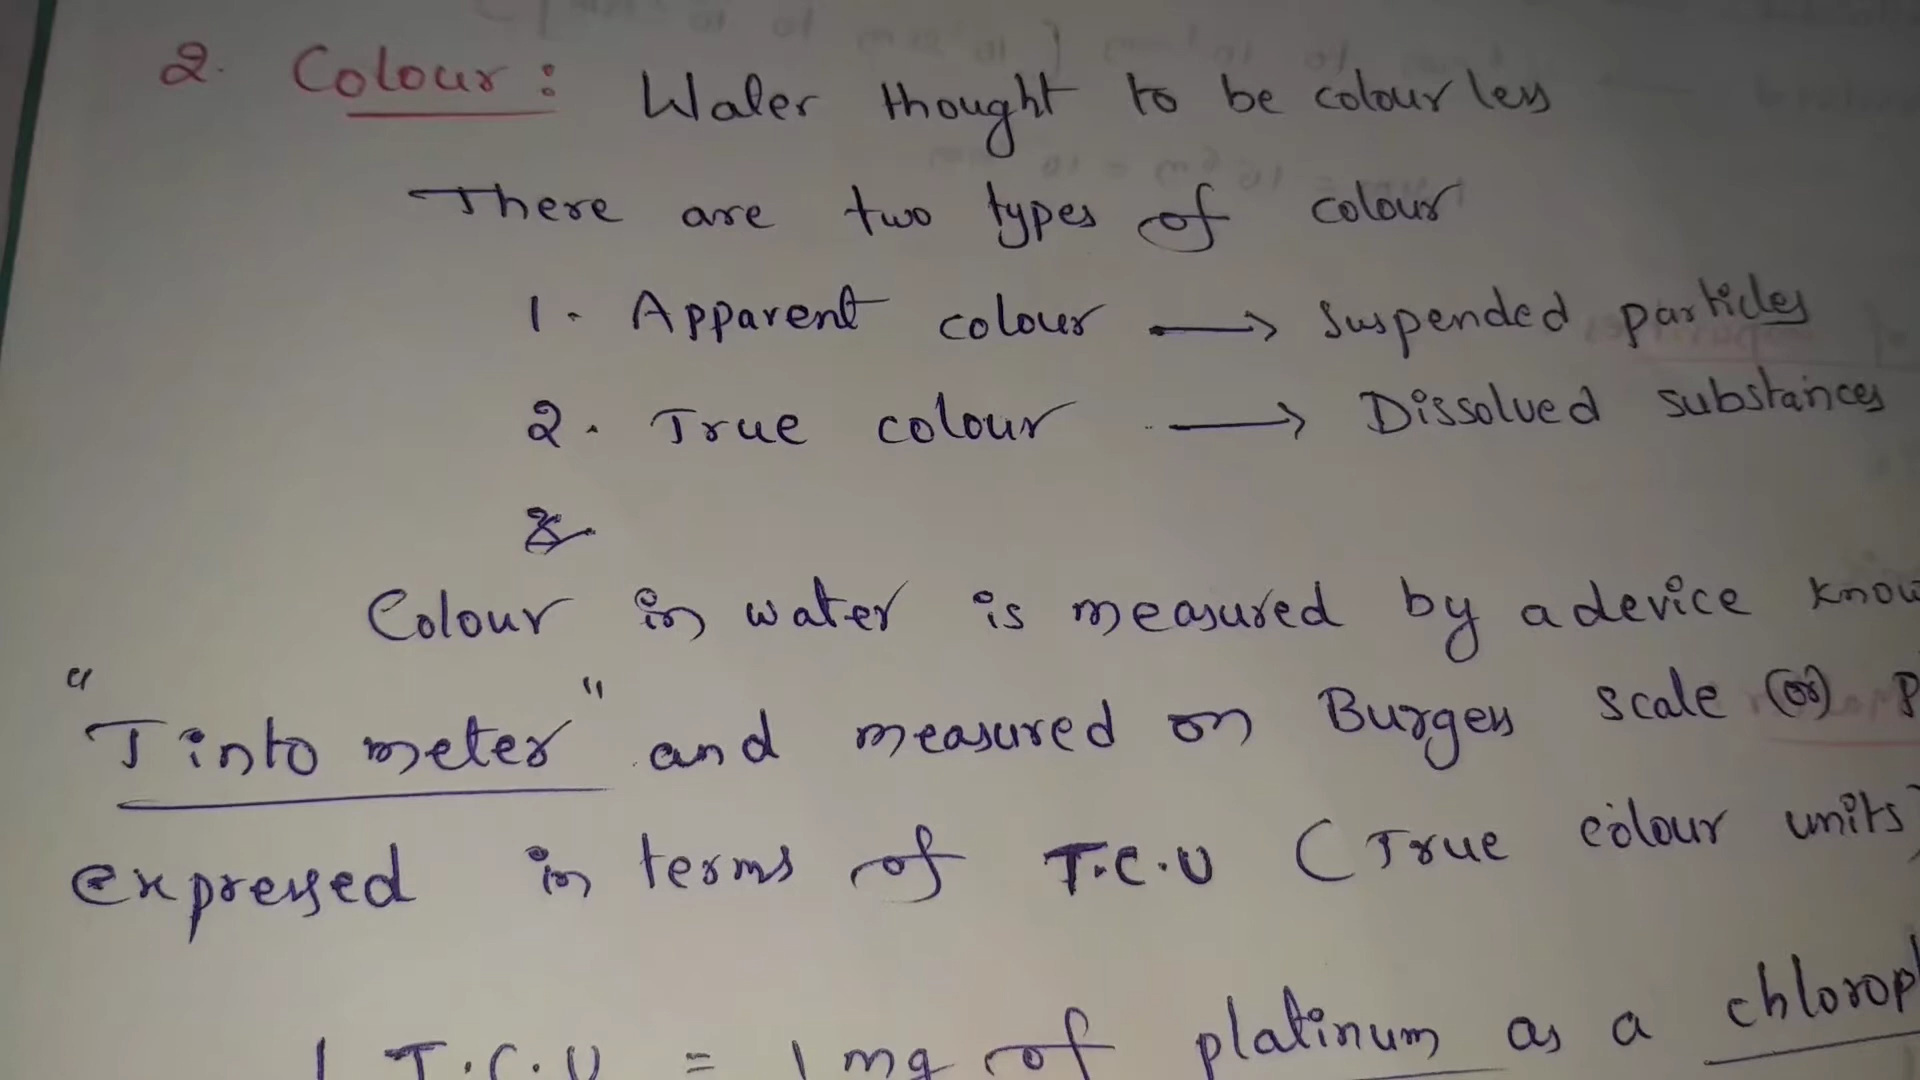 2. Colour : Water thought to be colourless
There are two types of colour
1. Apparent colour → Suspended particles
2. True colour → Dissolved substances
Colour in water is measured by a device know
"Tinto meter" and measured on Burgess scale (or) P
expressed in terms of T.C.U (True colour units)
1 T.C.U = 1 mg of platinum as a chlorop